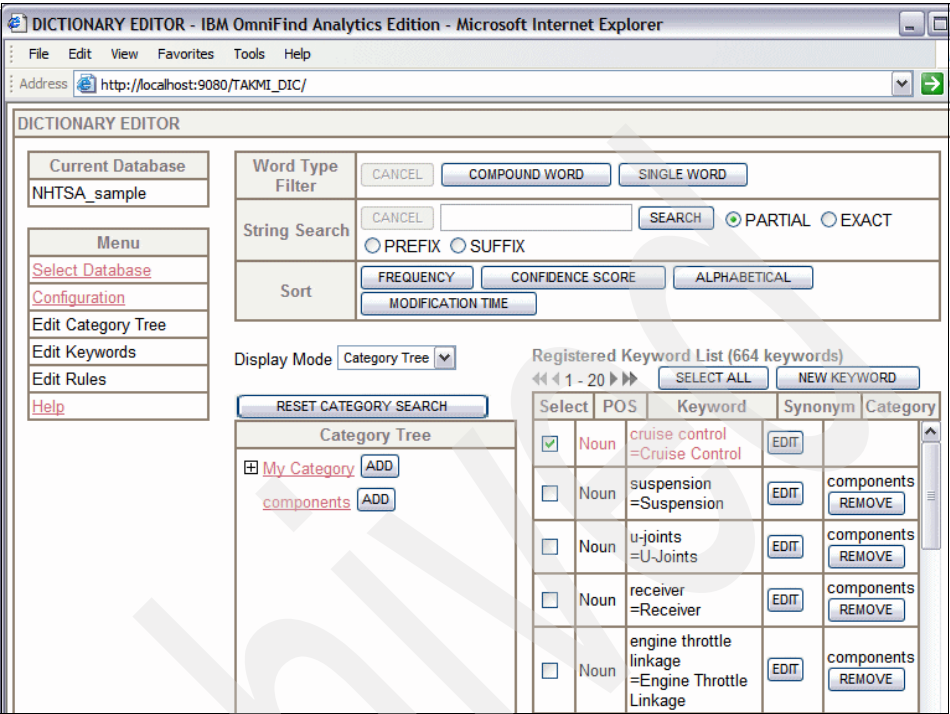 DICTIONARY EDITOR - IBM OmniFind Analytics Edition - Microsoft Internet Explorer
File Edit View Favorites Tools Help
Address http://localhost:9080/TAKMI_DIC/
DICTIONARY EDITOR
Current Database
NHTSA_sample
Menu
Select Database
Configuration
Edit Category Tree
Edit Keywords
Edit Rules
Help
Word Type
Filter
CANCEL COMPOUND WORD SINGLE WORD
String Search
CANCEL SEARCH PARTIAL EXACT
PREFIX SUFFIX
Sort
FREQUENCY CONFIDENCE SCORE ALPHABETICAL
MODIFICATION TIME
Display Mode Category Tree
RESET CATEGORY SEARCH
Category Tree
My Category ADD
components ADD
Registered Keyword List (664 keywords)
1 - 20 SELECT ALL NEW KEYWORD
Select POS Keyword Synonym Category
Noun cruise control
=Cruise Control EDIT
Noun suspension
=Suspension EDIT components
REMOVE
Noun u-joints
=U-Joints EDIT components
REMOVE
Noun receiver
=Receiver EDIT components
REMOVE
Noun engine throttle
linkage
=Engine Throttle
Linkage EDIT components
REMOVE